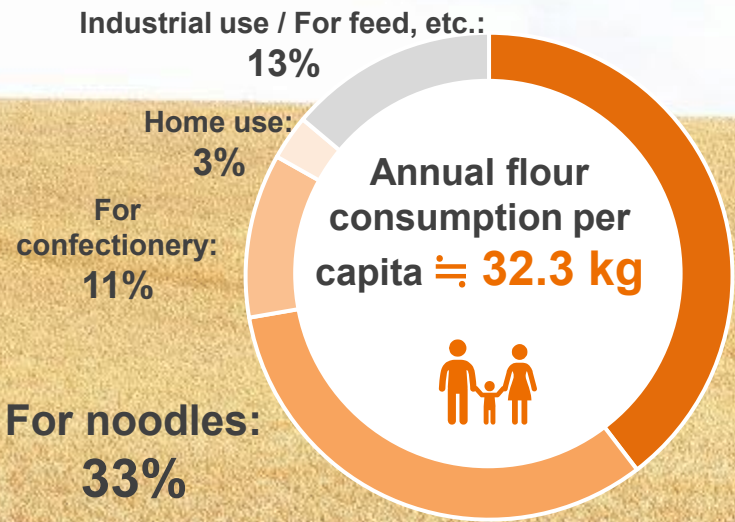 Industrial use / For feed, etc.:
13%
Home use:
3%
For
confectionery:
11%
For noodles:
33%
Annual flour
consumption per
capita ≒ 32.3 kg